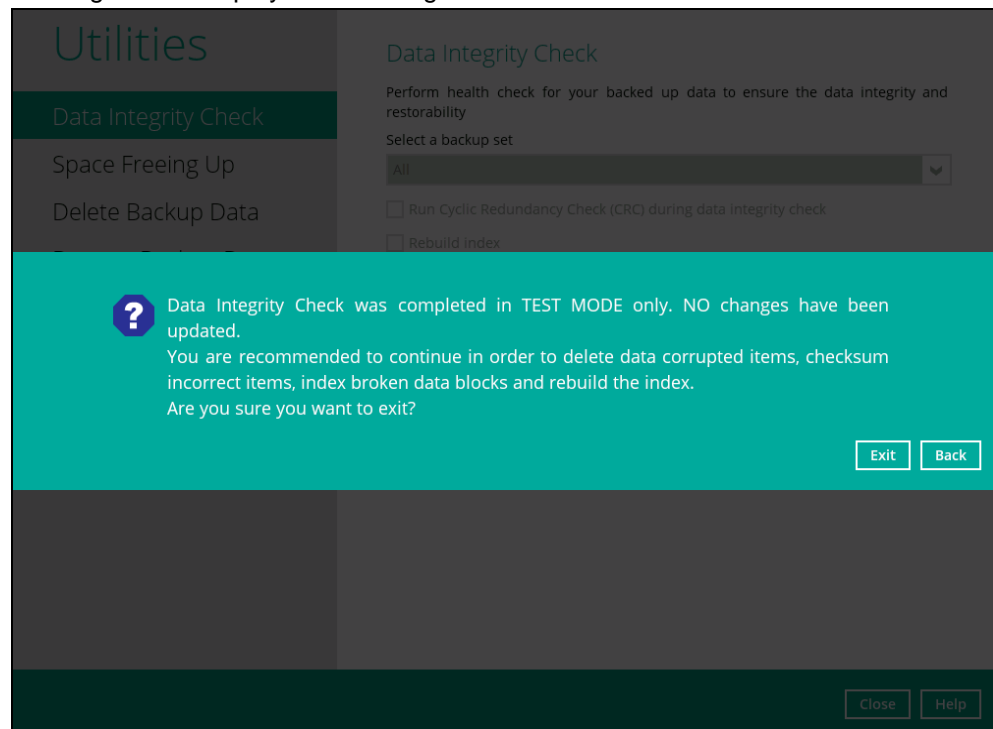 Utilities
Data Integrity Check
Space Freeing Up
Delete Backup Data
Data Integrity Check
Perform health check for your backed up data to ensure the data integrity and
restorability
Select a backup set
All
Run Cyclic Redundancy Check (CRC) during data integrity check
Rebuild index
Data Integrity Check was completed in TEST MODE only. NO changes have been
updated.
You are recommended to continue in order to delete data corrupted items, checksum
incorrect items, index broken data blocks and rebuild the index.
Are you sure you want to exit?
Exit
Back
Close
Help